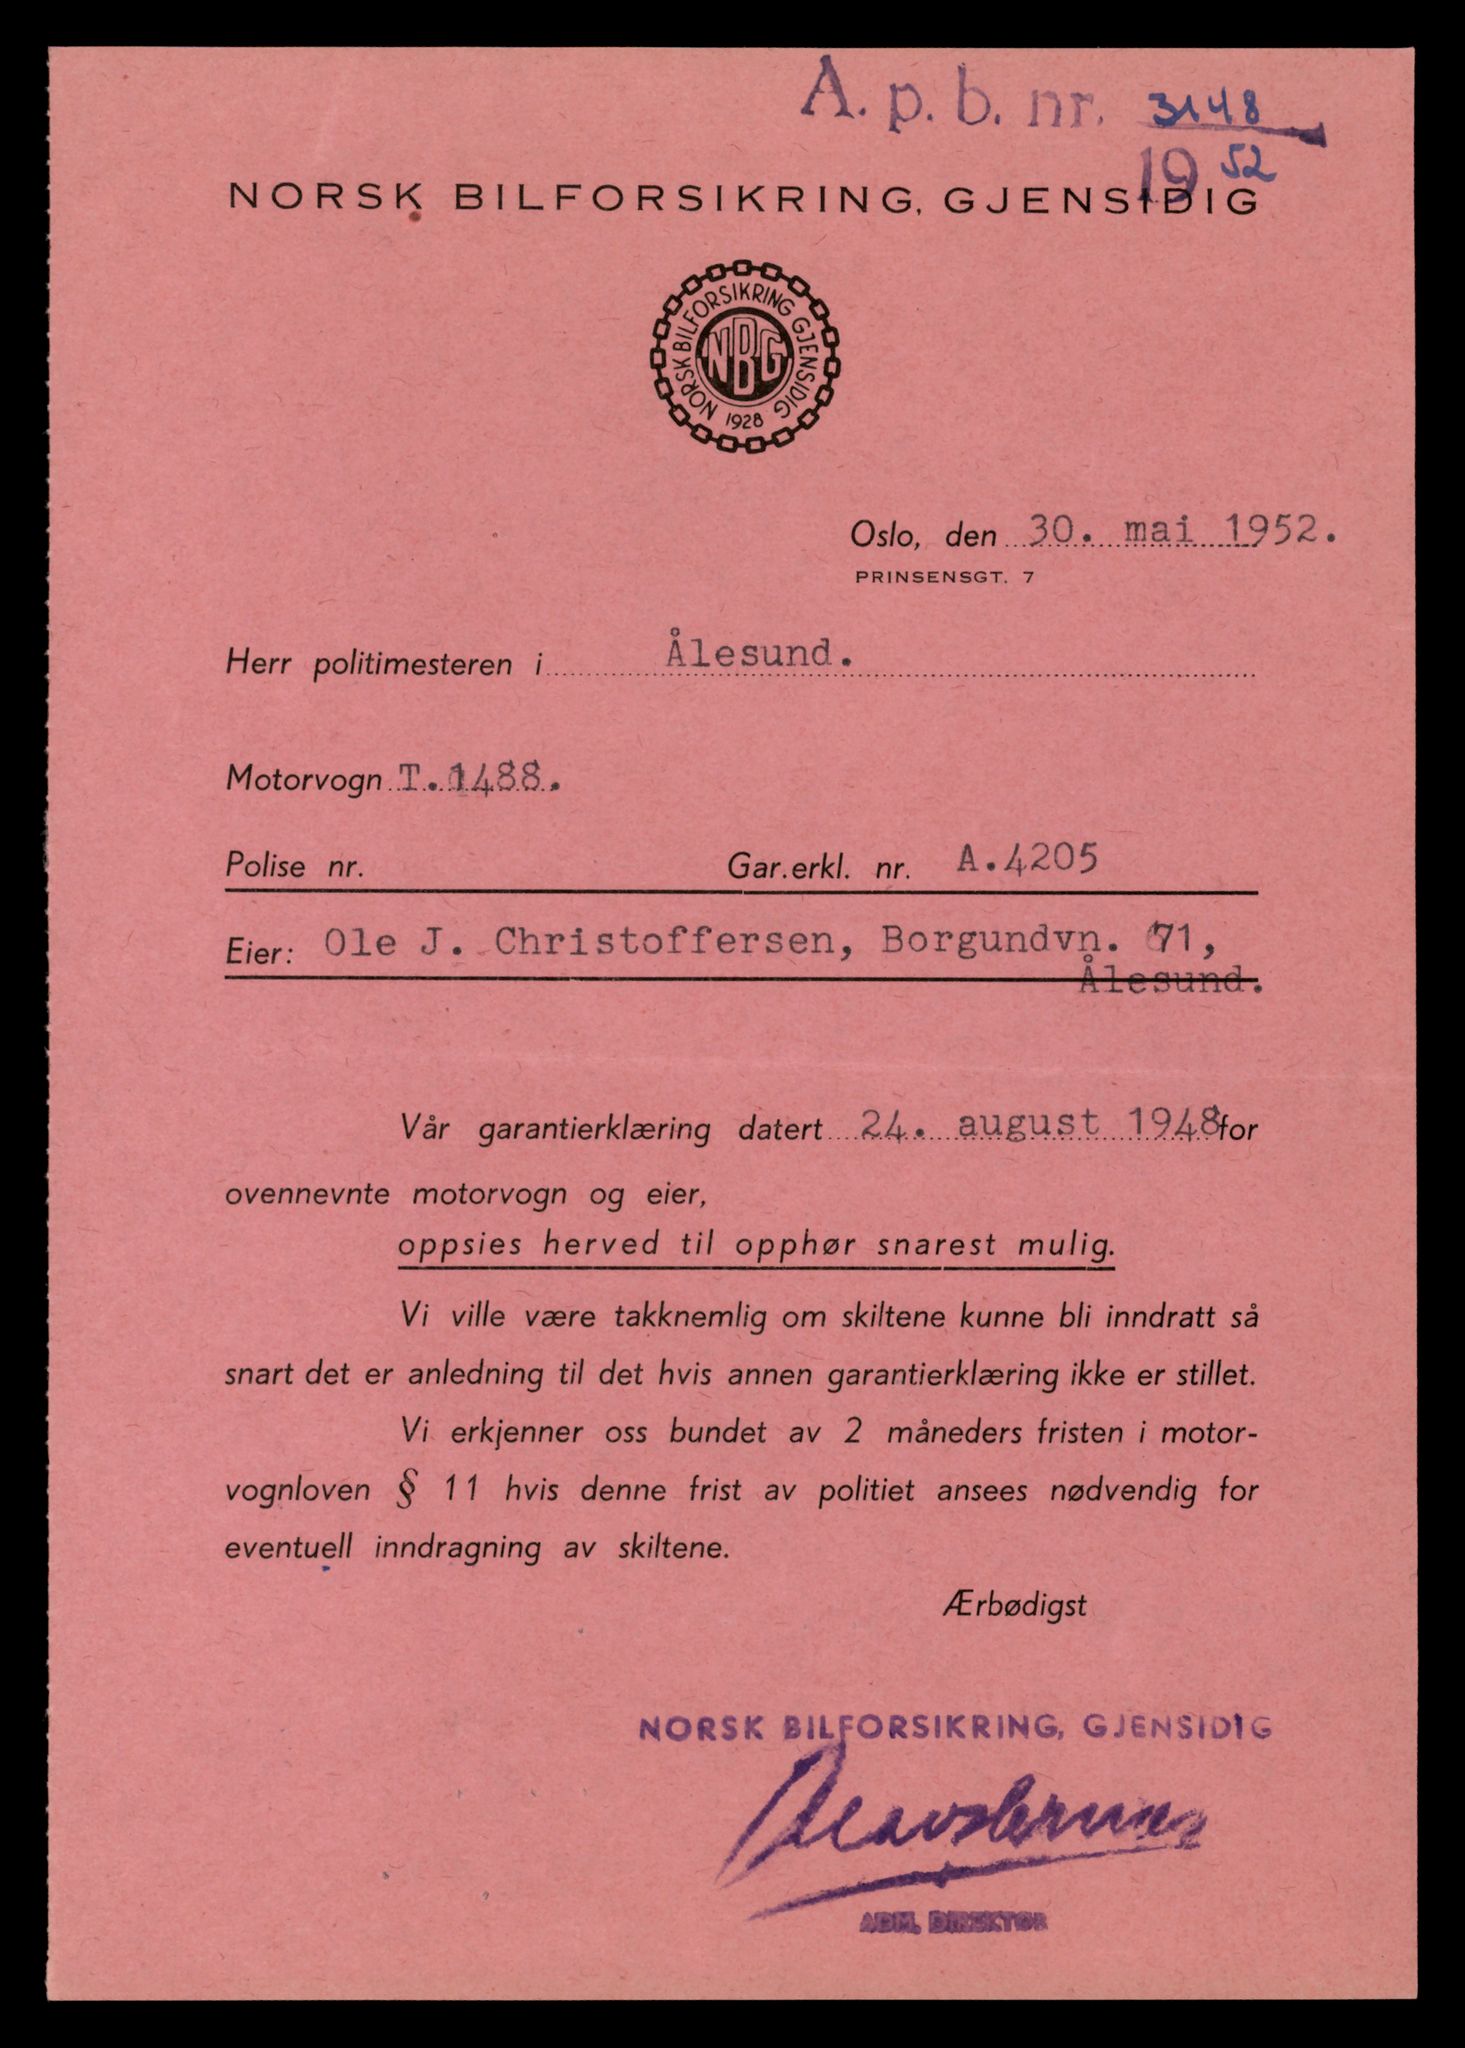 A. p. b. nr. 3148
19 52
NORSK BILFORSIKRING, GJENSIDIG
NORSK BILFORSIKRING GJENSIDIG
NBG
1928
Oslo, den 30. mai 1952.
PRINSENSGT. 7
Herr politimesteren i Ålesund.
Motorvogn T. 1488.
Polise nr. Gar.erkl. nr. A.4205
Eier: Ole J. Christoffersen, Borgundvn. 71,
Ålesund.
Vår garantierklæring datert 24. august 1948 for
ovennevnte motorvogn og eier,
oppsies herved til opphør snarest mulig.
Vi ville være takknemlig om skiltene kunne bli inndratt så
snart det er anledning til det hvis annen garantierklæring ikke er stillet.
Vi erkjenner oss bundet av 2 måneders fristen i motor-
vognloven § 11 hvis denne frist av politiet ansees nødvendig for
eventuell inndragning av skiltene.
Ærbødigst
NORSK BILFORSIKRING, GJENSIDIG
ADM. DIREKTØR